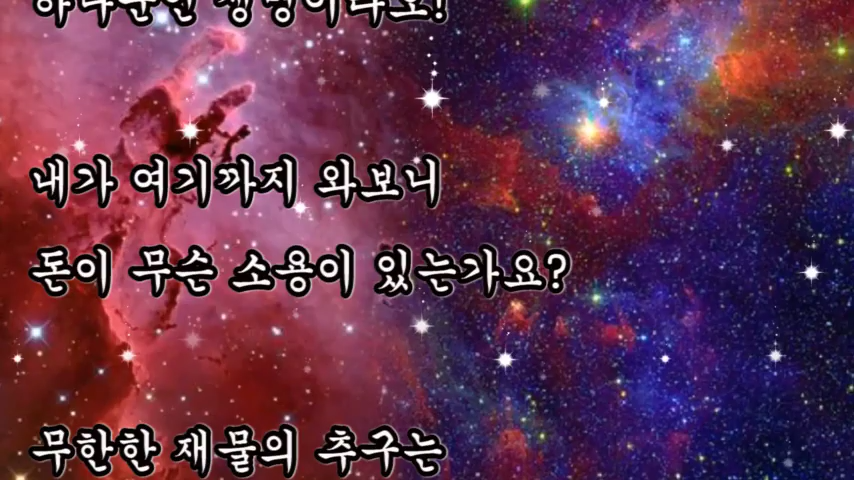 내가 여기까지 와보니
돈이 무슨 소용이 있는가요?
무한한 재물의 추구는